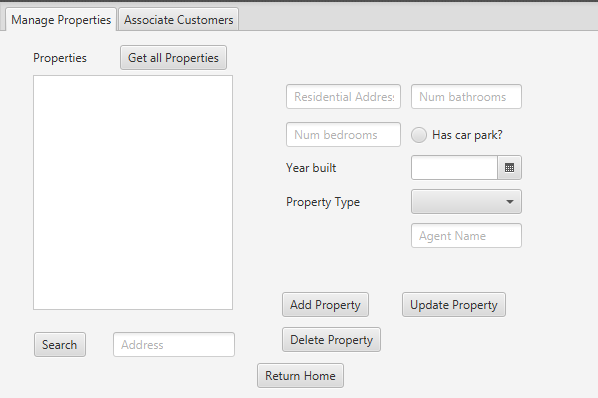 Manage Properties
Associate Customers
Properties
Get all Properties
Residential Addres
Num bathrooms
Num bedrooms
Has car park?
Year built
Property Type
Agent Name
Add Property
Update Property
Search
Address
Delete Property
Return Home